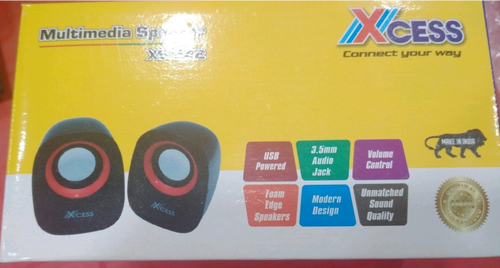 Multimedia
XCESS
Connect your way
USB
Powered
3.5mm
Audio
Jack
Volume
Control
MAKE IN INDIA
Foam
Edge
Speakers
Modern
Design
Unmatched
Sound
Quality
XCESS
XCESS